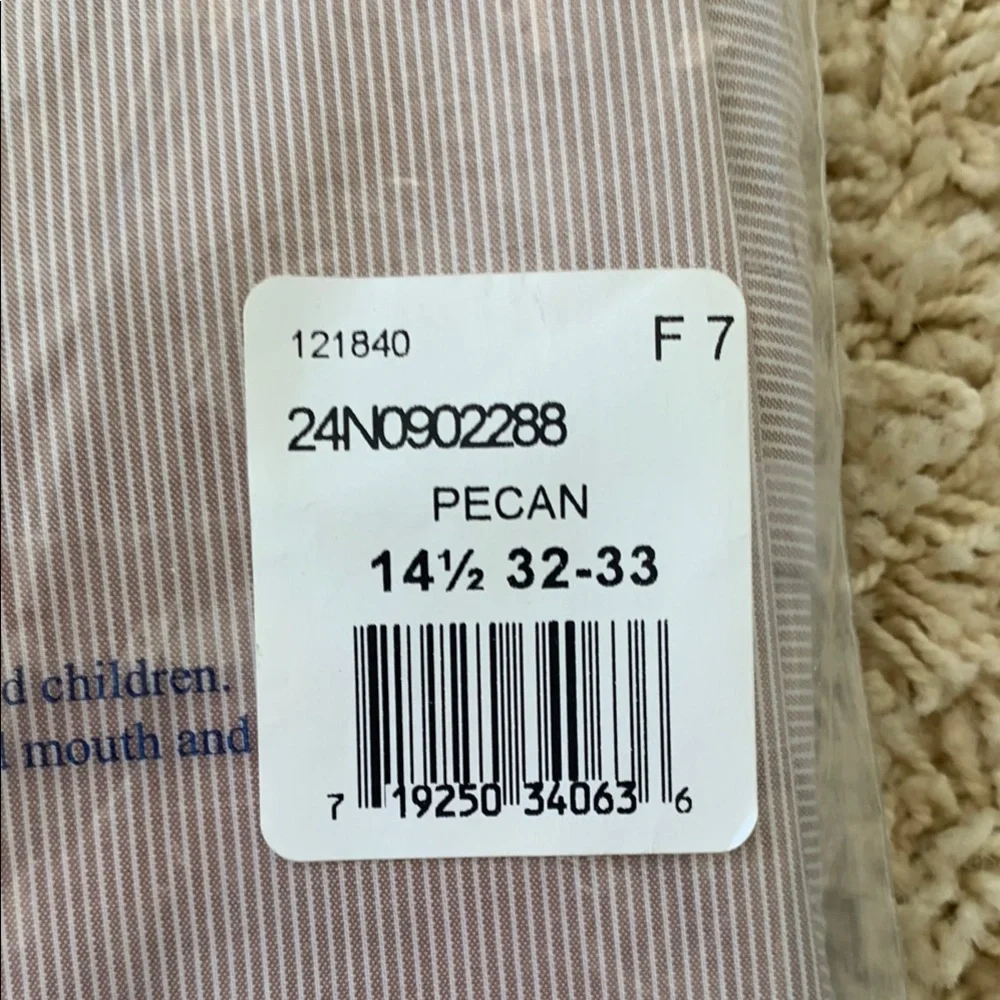 121840 F 7
24N0902288
PECAN
14½ 32-33
d children.
mouth and
7 19250 34063 6